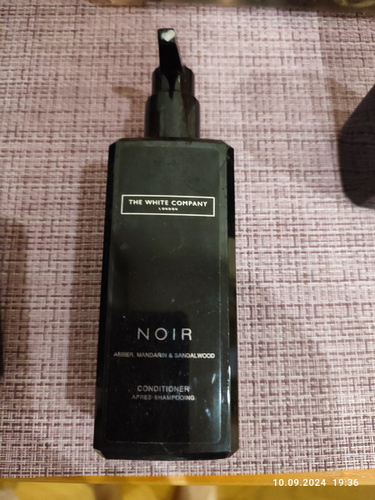 THE WHITE COMPANY
LONDON
NOIR
AMBER, MANDARIN & SANDALWOOD
CONDITIONER
APRÈS-SHAMPOOING
10.09.2024 19:36